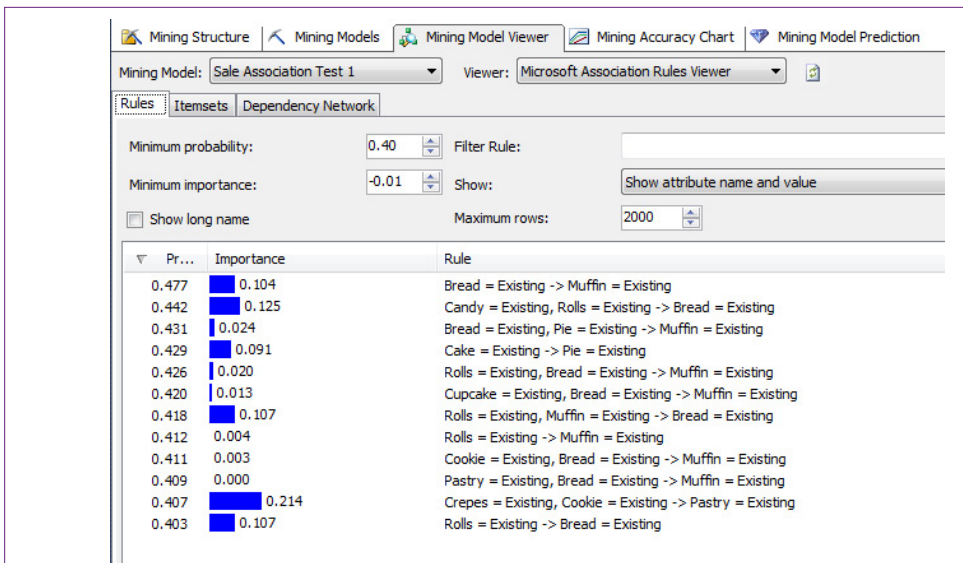 Mining Structure Mining Models Mining Model Viewer Mining Accuracy Chart Mining Model Prediction
Mining Model: Sale Association Test 1 Viewer: Microsoft Association Rules Viewer
Rules Itemsets Dependency Network
Minimum probability: 0.40 Filter Rule:
Minimum importance: -0.01 Show: Show attribute name and value
Show long name Maximum rows: 2000
Pr... Importance Rule
0.477 0.104 Bread = Existing -> Muffin = Existing
0.442 0.125 Candy = Existing, Rolls = Existing -> Bread = Existing
0.431 0.024 Bread = Existing, Pie = Existing -> Muffin = Existing
0.429 0.091 Cake = Existing -> Pie = Existing
0.426 0.020 Rolls = Existing, Bread = Existing -> Muffin = Existing
0.420 0.013 Cupcake = Existing, Bread = Existing -> Muffin = Existing
0.418 0.107 Rolls = Existing, Muffin = Existing -> Bread = Existing
0.412 0.004 Rolls = Existing -> Muffin = Existing
0.411 0.003 Cookie = Existing, Bread = Existing -> Muffin = Existing
0.409 0.000 Pastry = Existing, Bread = Existing -> Muffin = Existing
0.407 0.214 Crepes = Existing, Cookie = Existing -> Pastry = Existing
0.403 0.107 Rolls = Existing -> Bread = Existing